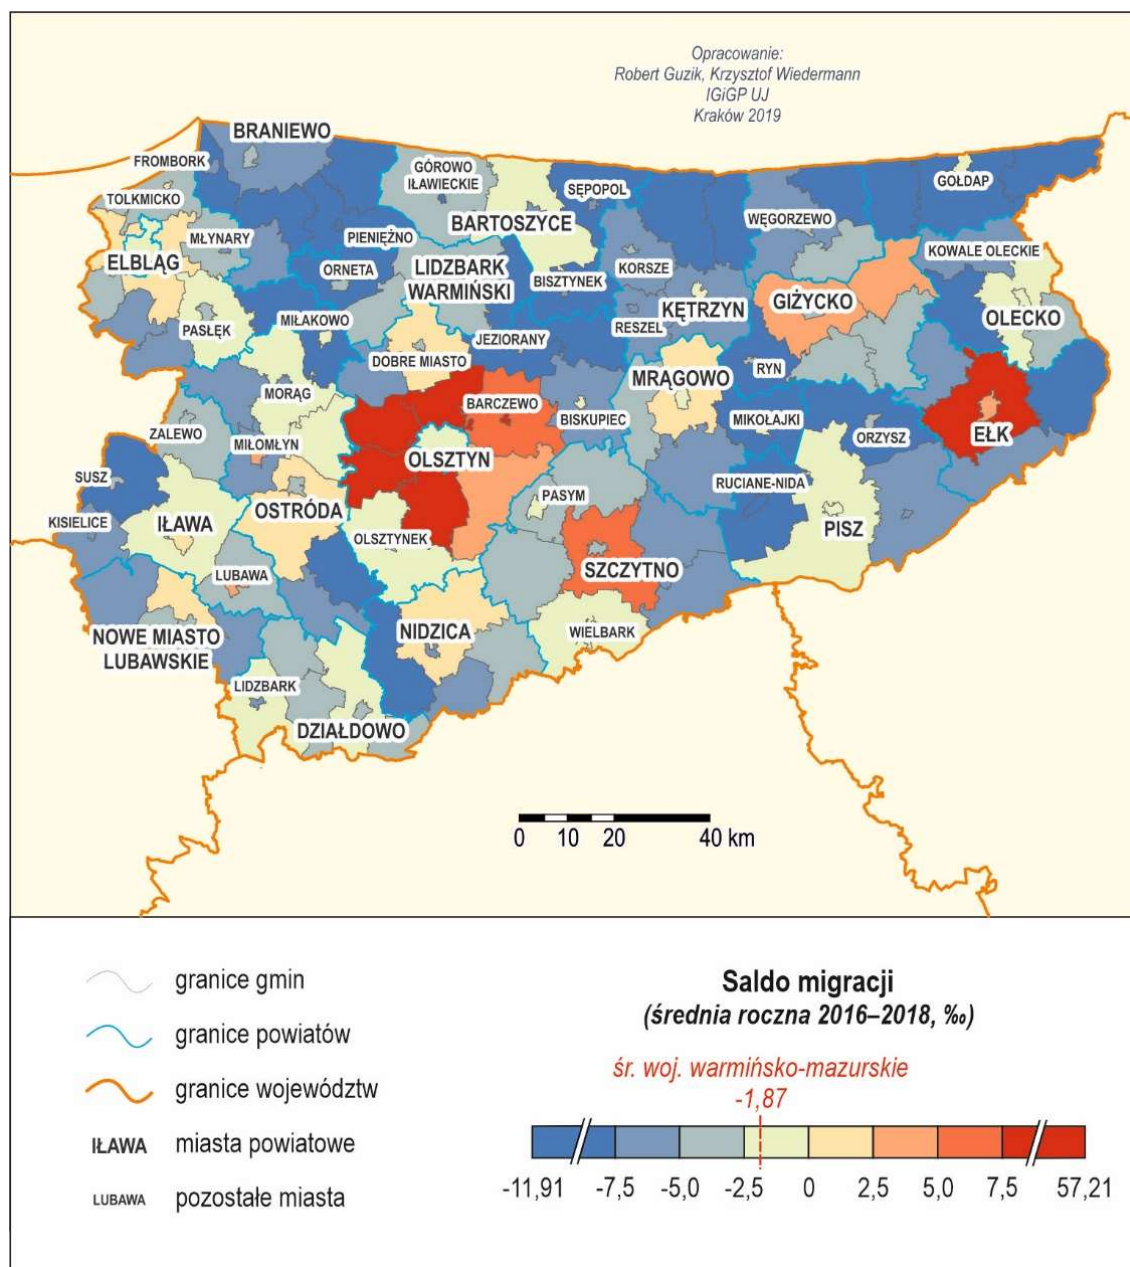 Opracowanie:
Robert Guzik, Krzysztof Wiedermann
IGiGP UJ
Kraków 2019
BRANIEWO
FROMBORK
GÓROWO
IŁAWIECKIE
SĘPOPOL
GOŁDAP
TOLKMICKO
BARTOSZYCE
WĘGORZEWO
MŁYNARY
PIENIĘŻNO
KOWALE OLECKIE
ELBLĄG
ORNETA
LIDZBARK
WARMIŃSKI
BISZTYNEK
KORSZE
GIŻYCKO
KĘTRZYN
OLECKO
PASŁĘK
MIŁAKOWO
JEZIORANY
RESZEL
DOBRE MIASTO
RYN
MRĄGOWO
MORĄG
BARCZEWO
BISKUPIEC
MIKOŁAJKI
ORZYSZ
EŁK
ZALEWO
MIŁOMŁYN
OLSZTYN
SUSZ
RUCIANE-NIDA
PASYM
KISIELICE
IŁAWA
OSTRÓDA
PISZ
OLSZTYNEK
SZCZYTNO
LUBAWA
NOWE MIASTO
LUBAWSKIE
NIDZICA
WIELBARK
LIDZBARK
DZIAŁDOWO
0 10 20 40 km
granice gmin
granice powiatów
granice województw
IŁAWA miasta powiatowe
LUBAWA pozostałe miasta
Saldo migracji
(średnia roczna 2016–2018, ‰)
śr. woj. warmińsko-mazurskie
-1,87
-11,91 -7,5 -5,0 -2,5 0 2,5 5,0 7,5 57,21